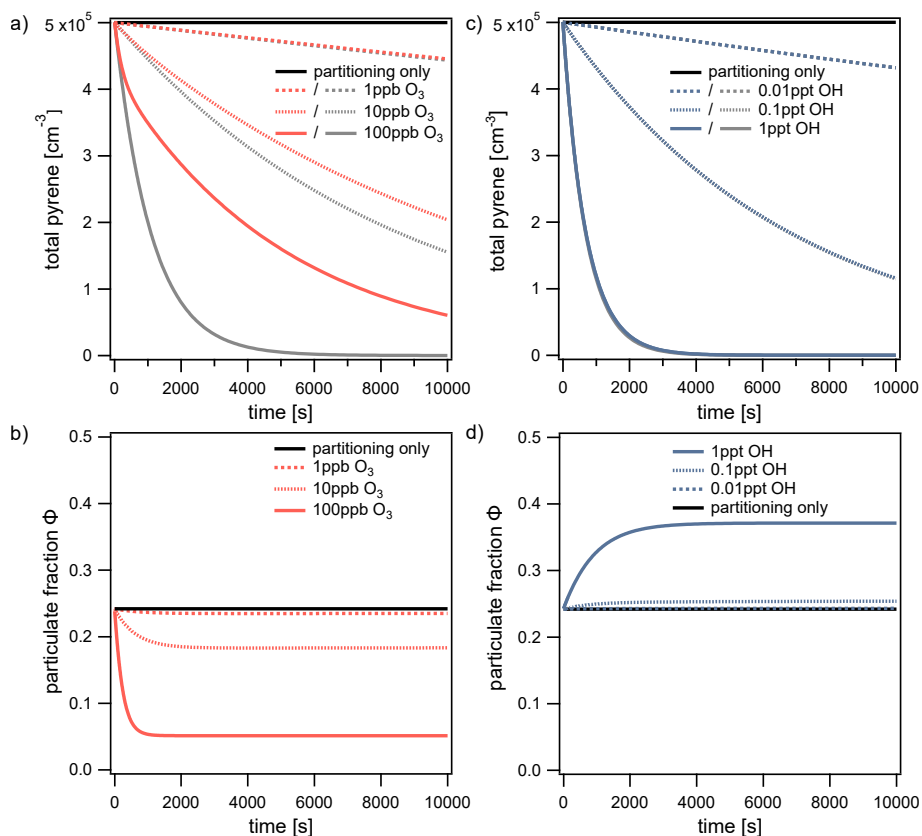 a)
total pyrene [cm-3]
5 x10^5
4
3
2
1
0
partitioning only
/ 1ppb O3
/ 10ppb O3
/ 100ppb O3
0 2000 4000 6000 8000 10000
time [s]
c)
total pyrene [cm-3]
5 x10^5
4
3
2
1
0
partitioning only
/ 0.01ppt OH
/ 0.1ppt OH
/ 1ppt OH
0 2000 4000 6000 8000 10000
time [s]
b)
particulate fraction Φ
0.5
0.4
0.3
0.2
0.1
0.0
partitioning only
1ppb O3
10ppb O3
100ppb O3
0 2000 4000 6000 8000 10000
time [s]
d)
particulate fraction Φ
0.5
0.4
0.3
0.2
0.1
0.0
1ppt OH
0.1ppt OH
0.01ppt OH
partitioning only
0 2000 4000 6000 8000 10000
time [s]